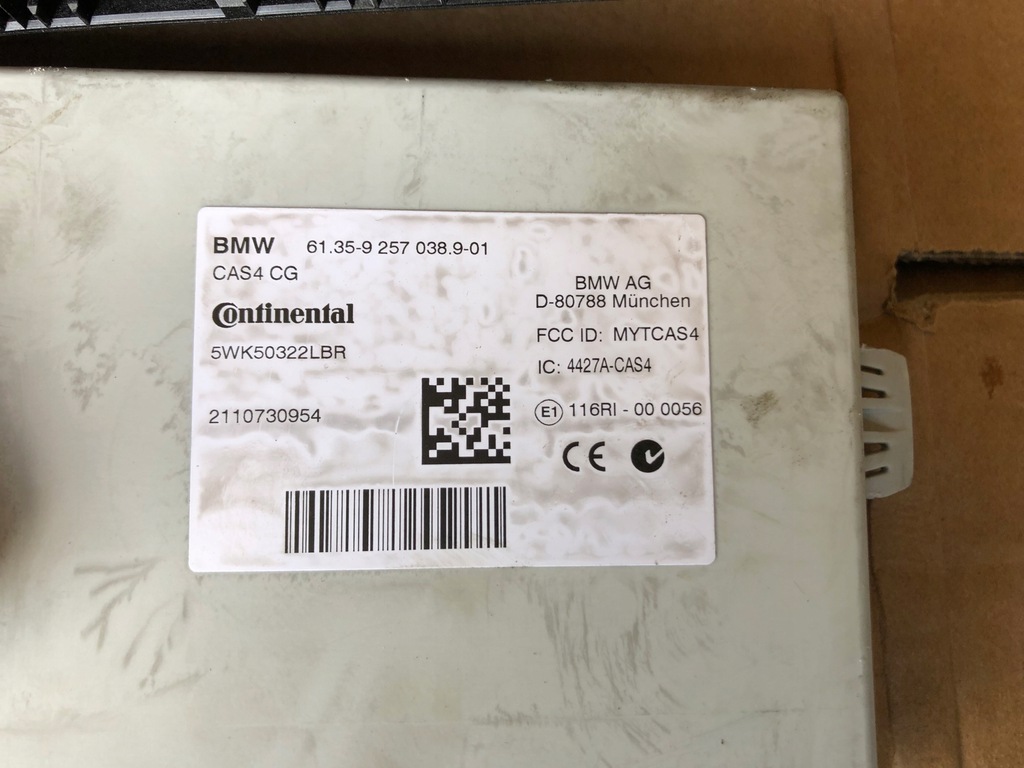 BMW 61.35-9 257 038.9-01
CAS4 CG
Continental
5WK50322LBR
2110730954
BMW AG
D-80788 München
FCC ID: MYTCAS4
IC: 4427A-CAS4
E1 116RI - 00 0056
CE